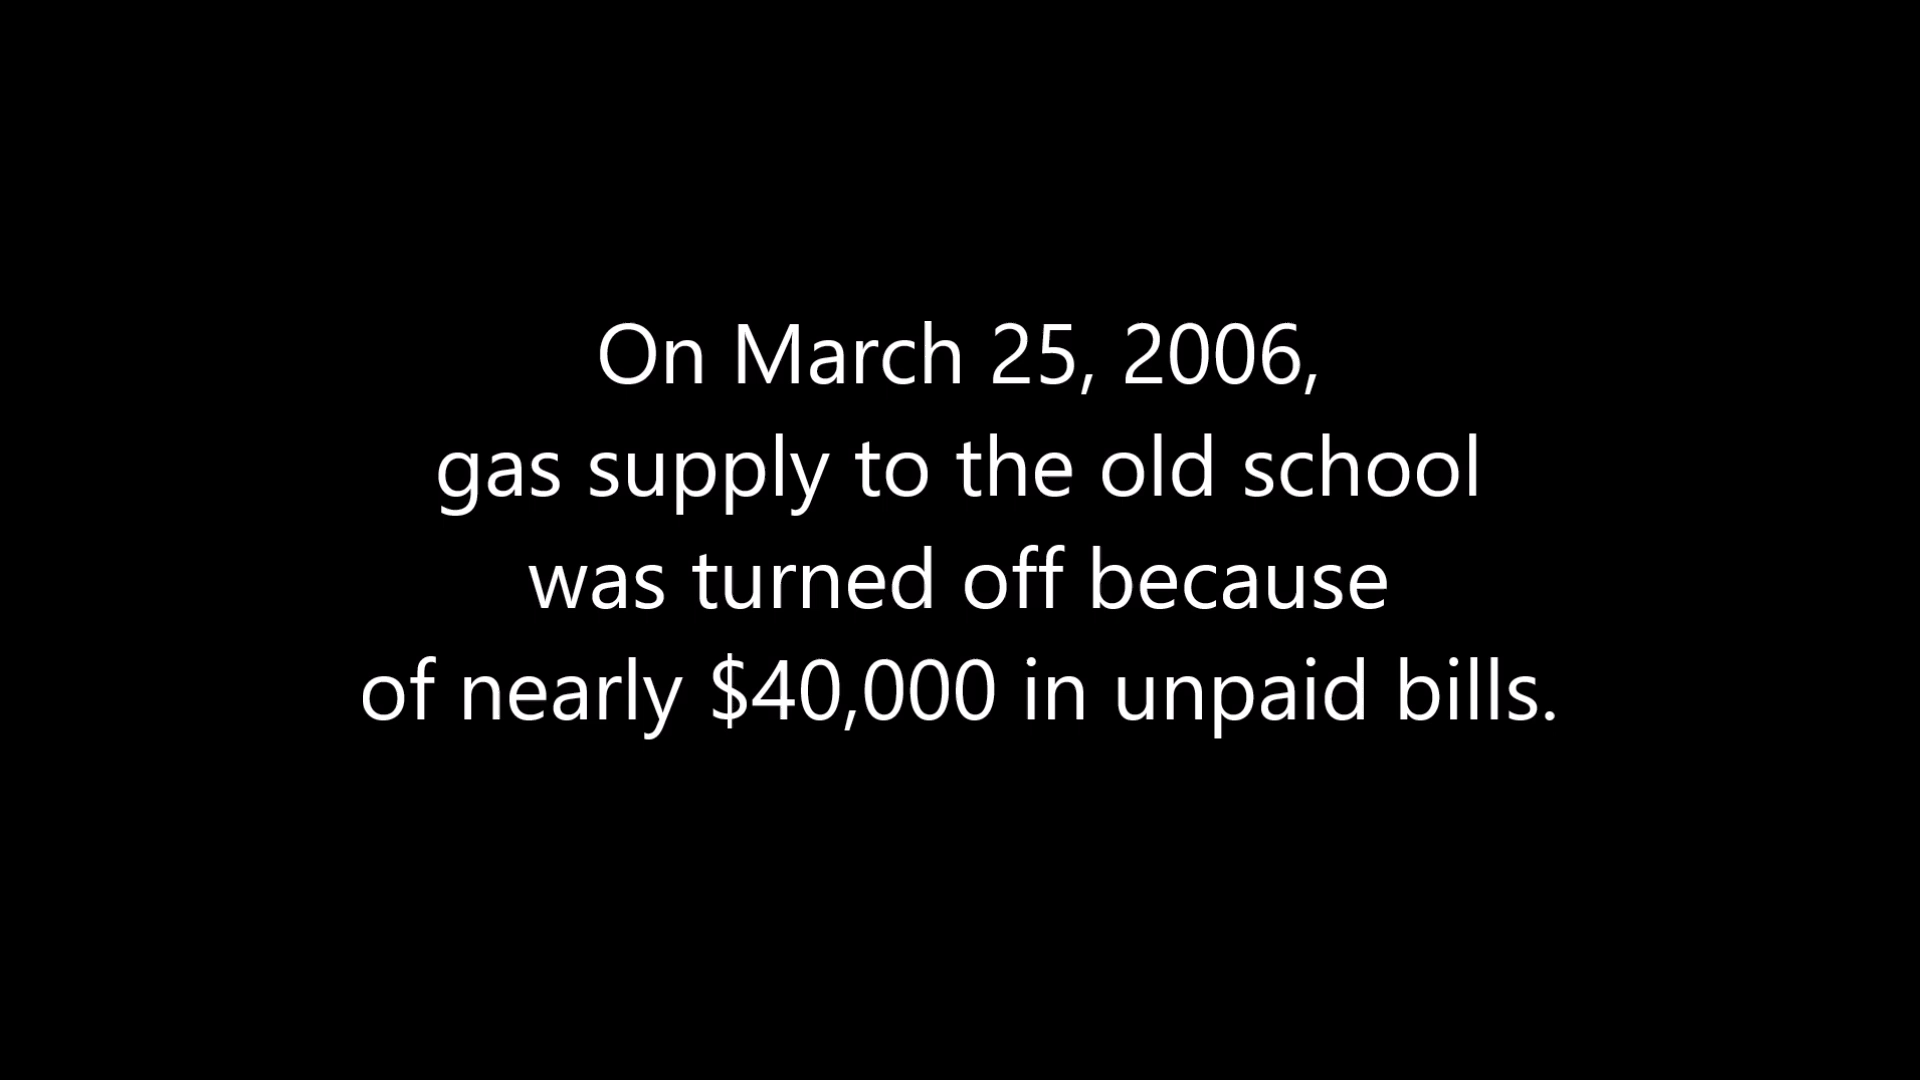 On March 25, 2006,
gas supply to the old school
was turned off because
of nearly $40,000 in unpaid bills.